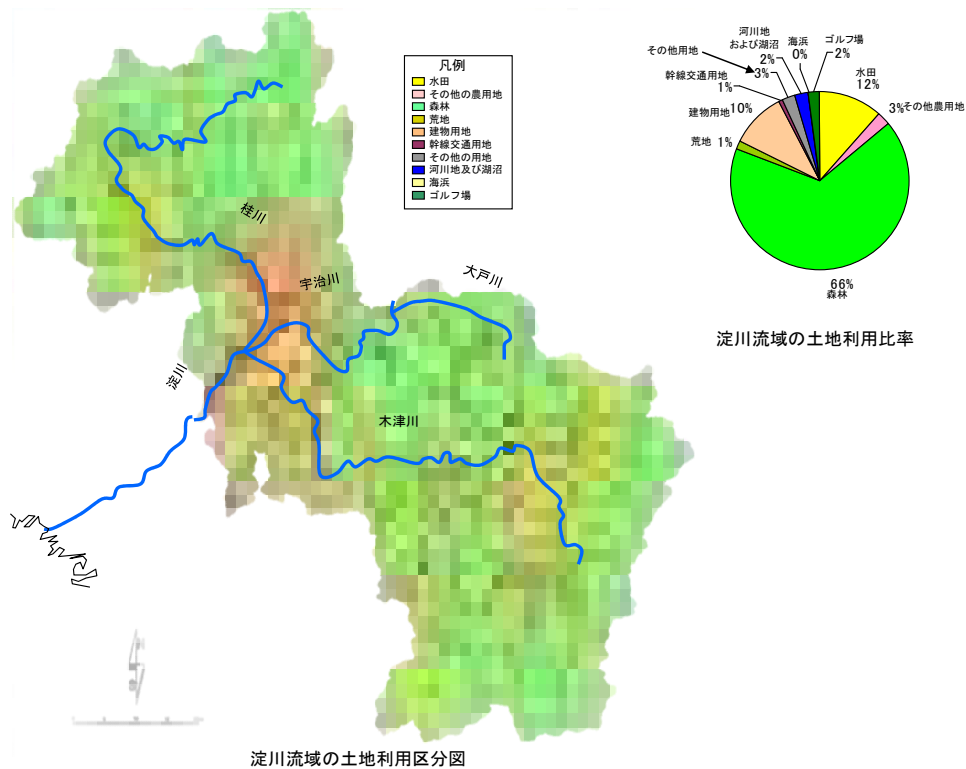 凡例
水田
その他の農用地
森林
荒地
建物用地
幹線交通用地
その他の用地
河川地及び湖沼
海浜
ゴルフ場
桂川
宇治川
大戸川
淀川
木津川
淀川流域の土地利用区分図
河川地
および湖沼
2%
海浜
0%
ゴルフ場
2%
水田
12%
3%その他農用地
66%
森林
荒地 1%
建物用地10%
幹線交通用地
1%
その他用地
3%
淀川流域の土地利用比率